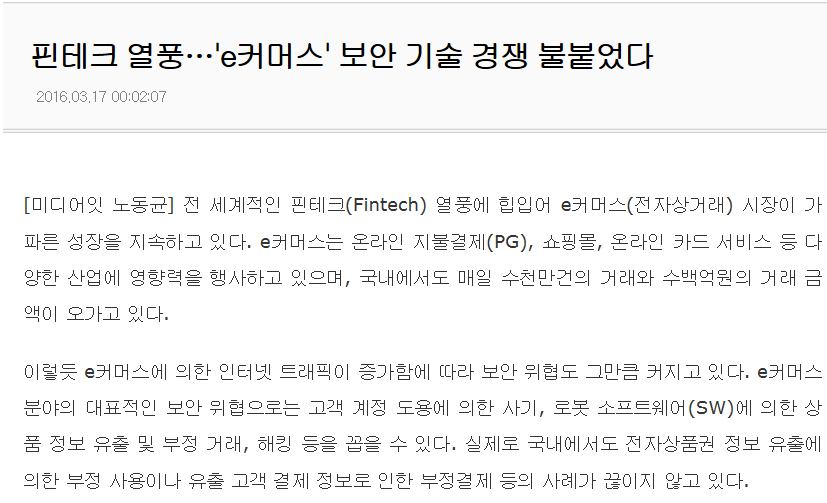 핀테크 열풍…'e커머스' 보안 기술 경쟁 불붙었다
2016.03.17 00:02:07
[미디어잇 노동균] 전 세계적인 핀테크(Fintech) 열풍에 힙입어 e커머스(전자상거래) 시장이 가
파른 성장을 지속하고 있다. e커머스는 온라인 지불결제(PG), 쇼핑몰, 온라인 카드 서비스 등 다
양한 산업에 영향력을 행사하고 있으며, 국내에서도 매일 수천만건의 거래와 수백억원의 거래 금
액이 오가고 있다.
이렇듯 e커머스에 의한 인터넷 트래픽이 증가함에 따라 보안 위협도 그만큼 커지고 있다. e커머스
분야의 대표적인 보안 위협으로는 고객 계정 도용에 의한 사기, 로봇 소프트웨어(SW)에 의한 상
품 정보 유출 및 부정 거래, 해킹 등을 꼽을 수 있다. 실제로 국내에서도 전자상품권 정보 유출에
의한 부정 사용이나 유출 고객 결제 정보로 인한 부정결제 등의 사례가 끊이지 않고 있다.